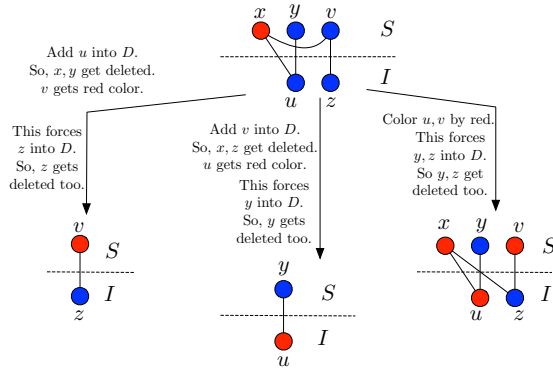 x y v
S
I
u z
Add u into D.
So, x, y get deleted.
v gets red color.
This forces
z into D.
So, z gets
deleted too.
Add v into D.
So, x, z get deleted.
u gets red color.
This forces
y into D.
So, y gets
deleted too.
Color u, v by red.
This forces
y, z into D.
So y, z get
deleted too.
v
S
I
z
y
S
I
u
x y v
S
I
u z